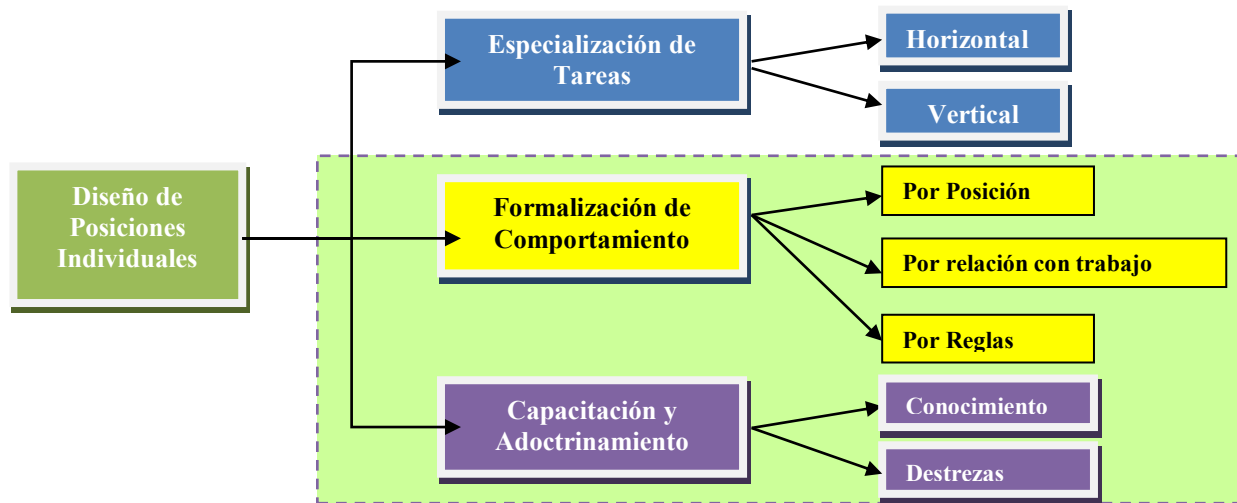 Diseño de
Posiciones
Individuales
Especialización de
Tareas
Horizontal
Vertical
Formalización de
Comportamiento
Por Posición
Por relación con trabajo
Por Reglas
Capacitación y
Adoctrinamiento
Conocimiento
Destrezas